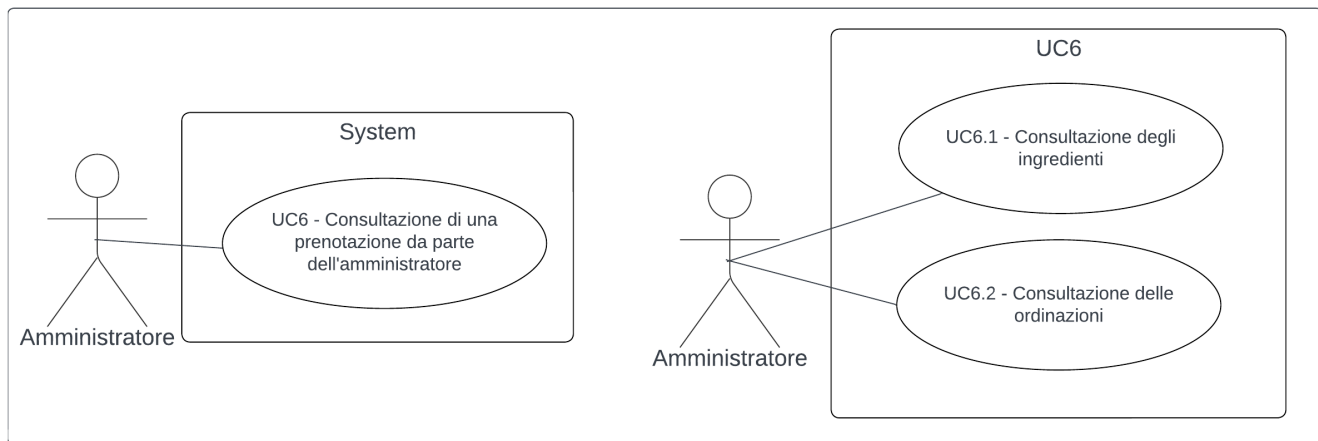 System
UC6 - Consultazione di una
prenotazione da parte
dell'amministratore
Amministratore
UC6
UC6.1 - Consultazione degli
ingredienti
UC6.2 - Consultazione delle
ordinazioni
Amministratore